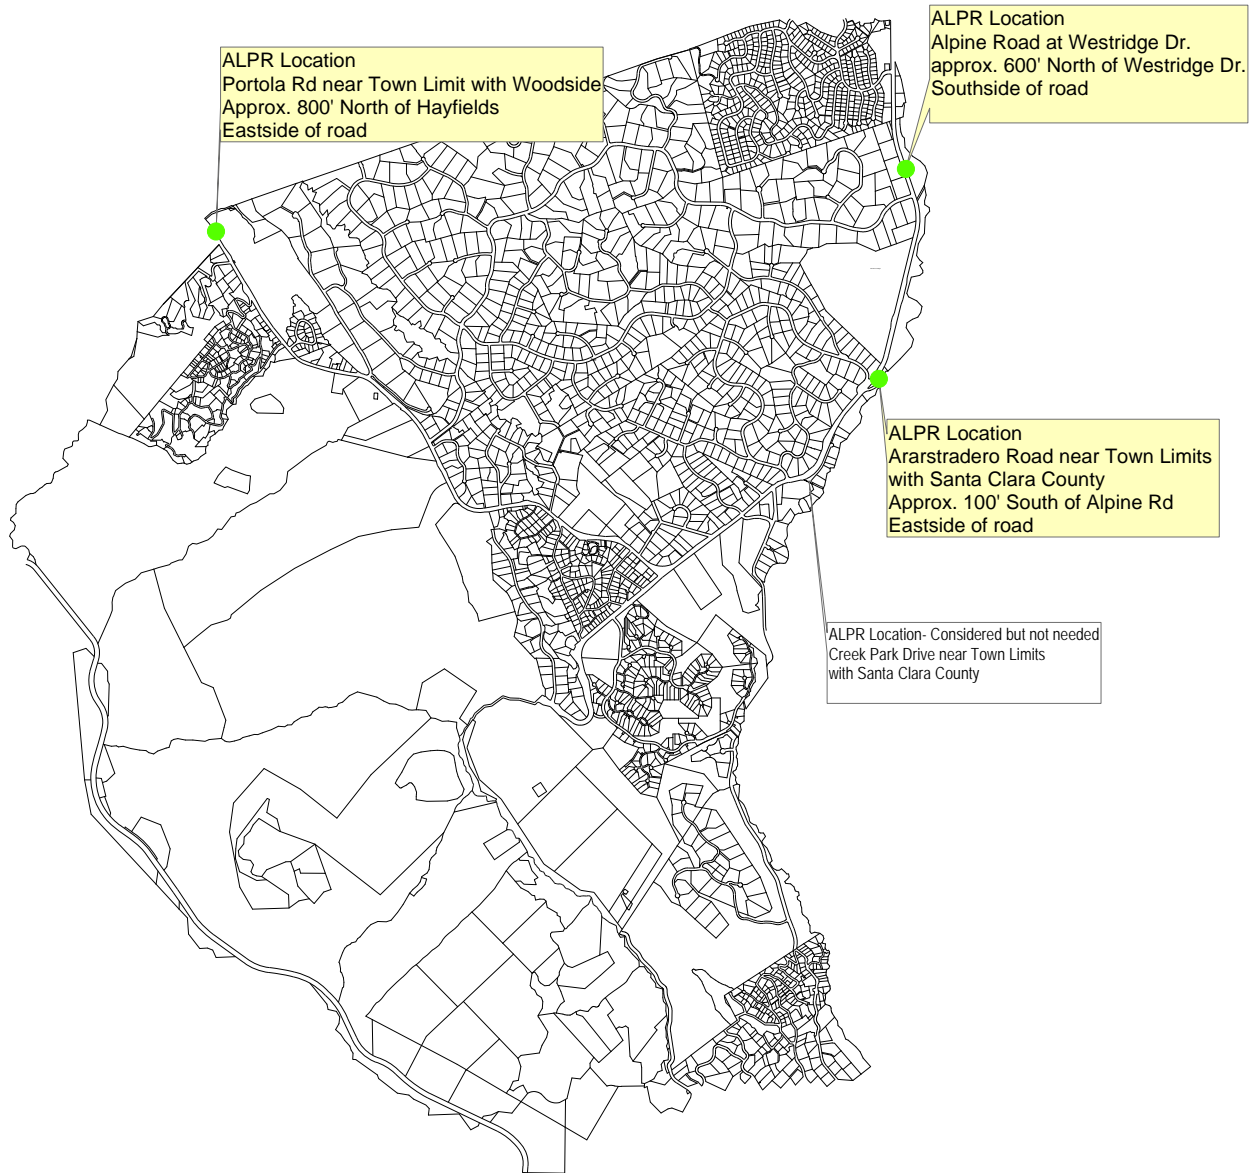 ALPR Location
Portola Rd near Town Limit with Woodside
Approx. 800' North of Hayfields
Eastside of road
ALPR Location
Alpine Road at Westridge Dr.
approx. 600' North of Westridge Dr.
Southside of road
ALPR Location
Ararstradero Road near Town Limits
with Santa Clara County
Approx. 100' South of Alpine Rd
Eastside of road
ALPR Location- Considered but not needed
Creek Park Drive near Town Limits
with Santa Clara County